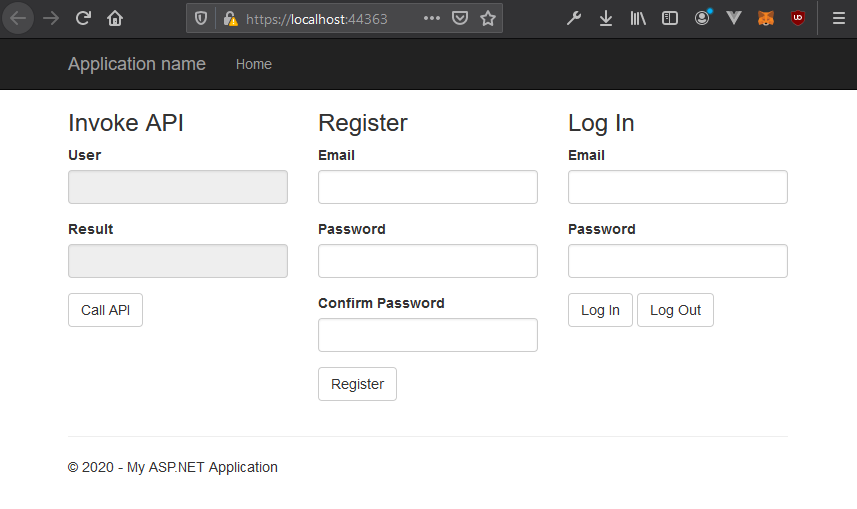 https://localhost:44363
Application name
Home
Invoke API
User
Result
Call API
Register
Email
Password
Confirm Password
Register
Log In
Email
Password
Log In
Log Out
© 2020 - My ASP.NET Application